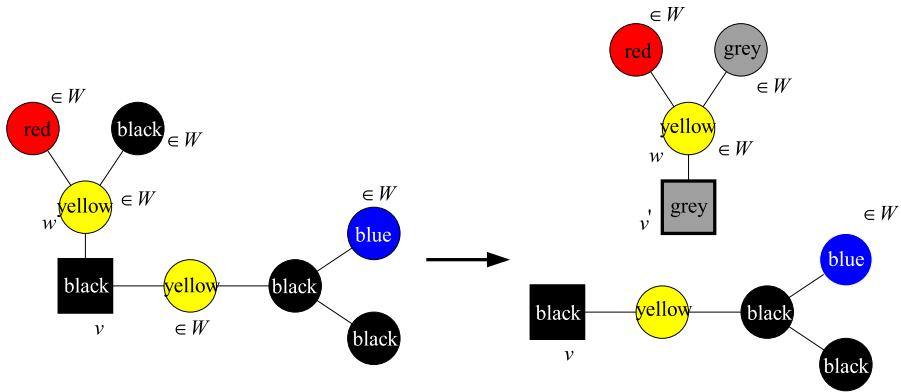 ∈ W
red
black
∈ W
yellow
∈ W
w
black
v
yellow
∈ W
black
∈ W
blue
black
∈ W
red
grey
∈ W
yellow
w
∈ W
grey
v'
∈ W
blue
black
v
yellow
black
black